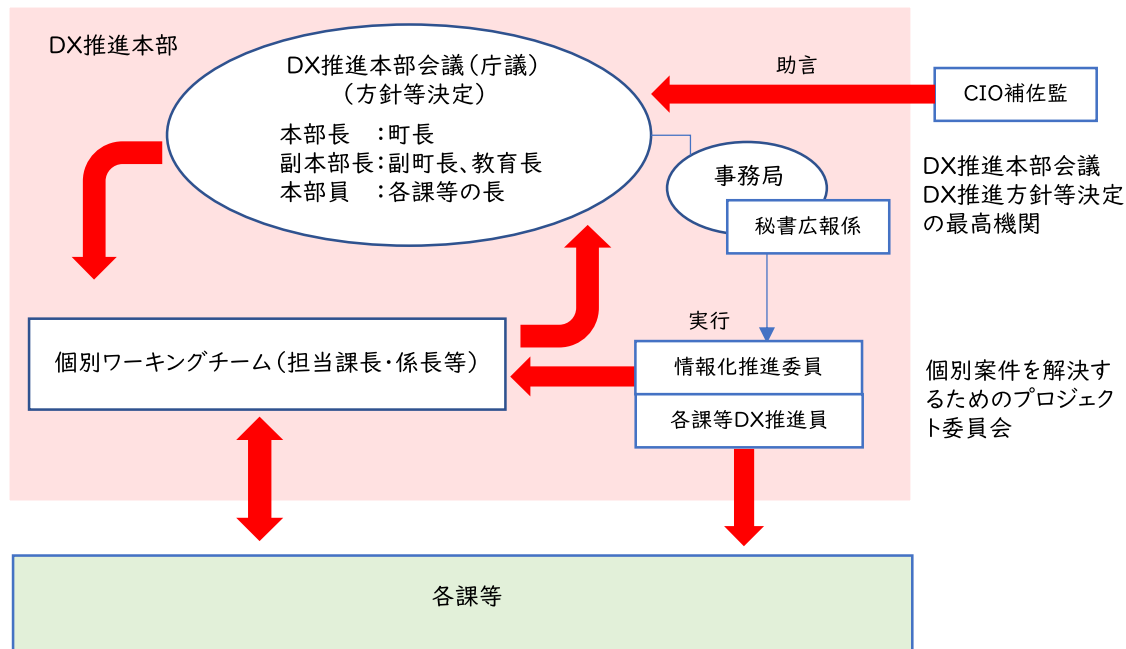 DX推進本部
DX推進本部会議（庁議）
（方針等決定）
本部長　：町長
副本部長：副町長、教育長
本部員　：各課等の長
助言
CIO補佐監
事務局
秘書広報係
DX推進本部会議
DX推進方針等決定
の最高機関
実行
個別ワーキングチーム（担当課長・係長等）
情報化推進委員
各課等DX推進員
個別案件を解決す
るためのプロジェク
ト委員会
各課等